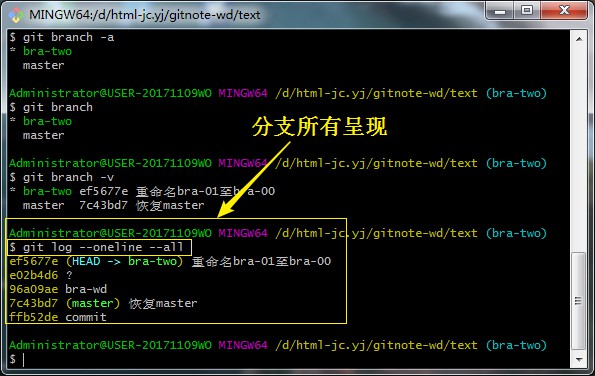 MINGW64:/d/html-jc.yj/gitnote-wd/text
$ git branch -a
* bra-two
  master
Administrator@USER-20171109WO MINGW64 /d/html-jc.yj/gitnote-wd/text (bra-two)
$ git branch
* bra-two
  master
分支所有呈现
Administrator@USER-20171109WO MINGW64 /d/html-jc.yj/gitnote-wd/text (bra-two)
$ git branch -v
* bra-two ef5677e 重命名bra-01至bra-00
  master  7c43bd7 恢复master
Administrator@USER-20171109WO MINGW64 /d/html-jc.yj/gitnote-wd/text (bra-two)
$ git log --oneline --all
ef5677e (HEAD -> bra-two) 重命名bra-01至bra-00
e02b4d6 ?
96a09ae bra-wd
7c43bd7 (master) 恢复master
ffb52de commit
Administrator@USER-20171109WO MINGW64 /d/html-jc.yj/gitnote-wd/text (bra-two)
$